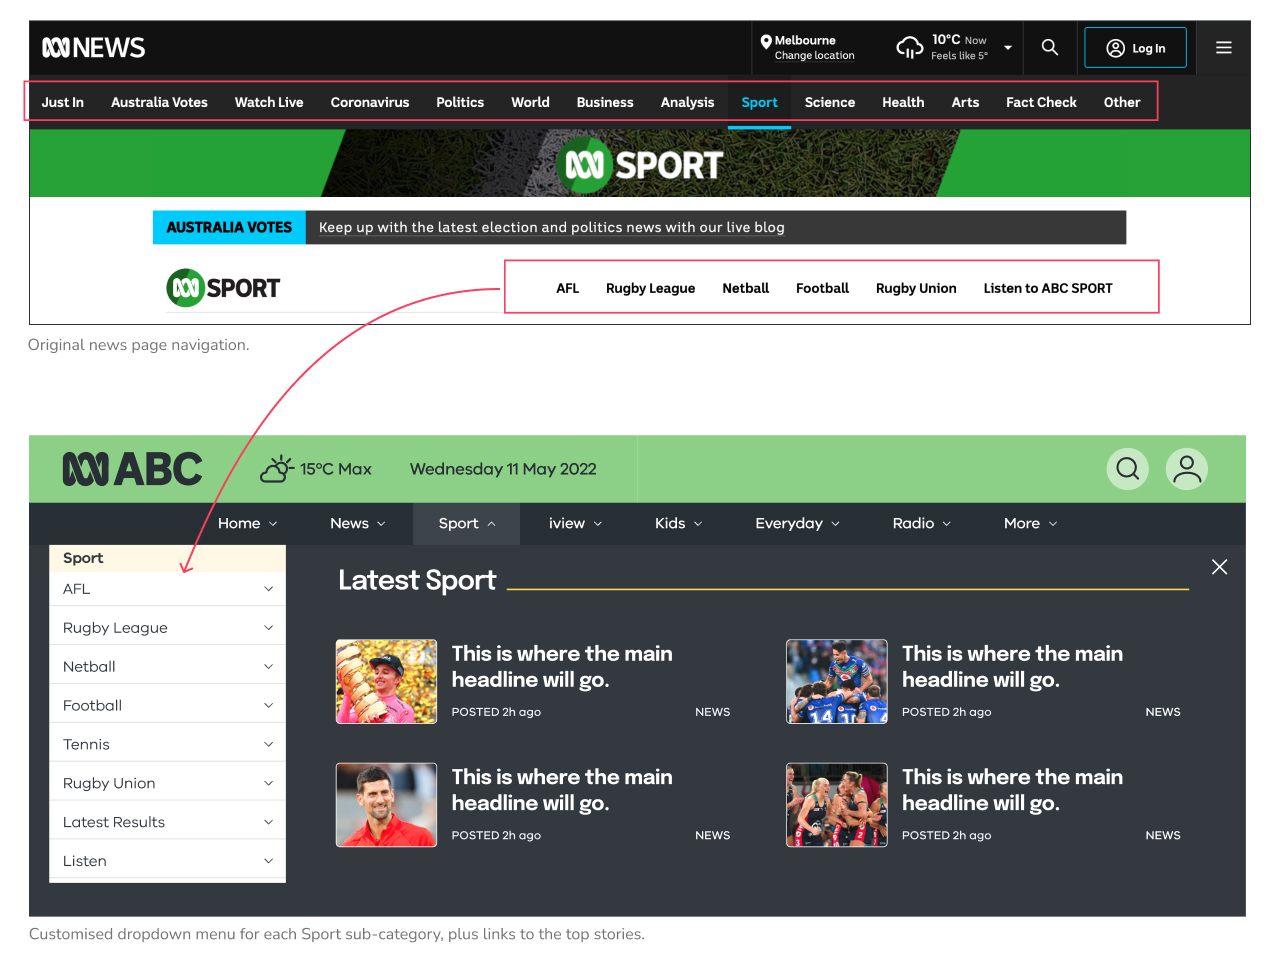 NEWS
Melbourne
Change location
10°C Now
Feels like 5°
Log In
Just In Australia Votes Watch Live Coronavirus Politics World Business Analysis Sport Science Health Arts Fact Check Other
SPORT
AUSTRALIA VOTES Keep up with the latest election and politics news with our live blog
SPORT
AFL Rugby League Netball Football Rugby Union Listen to ABC SPORT
Original news page navigation.
ABC 15°C Max Wednesday 11 May 2022
Home News Sport iview Kids Everyday Radio More
Sport
AFL
Rugby League
Netball
Football
Tennis
Rugby Union
Latest Results
Listen
Latest Sport
This is where the main
headline will go.
POSTED 2h ago NEWS
This is where the main
headline will go.
POSTED 2h ago NEWS
This is where the main
headline will go.
POSTED 2h ago NEWS
This is where the main
headline will go.
POSTED 2h ago NEWS
Customised dropdown menu for each Sport sub-category, plus links to the top stories.